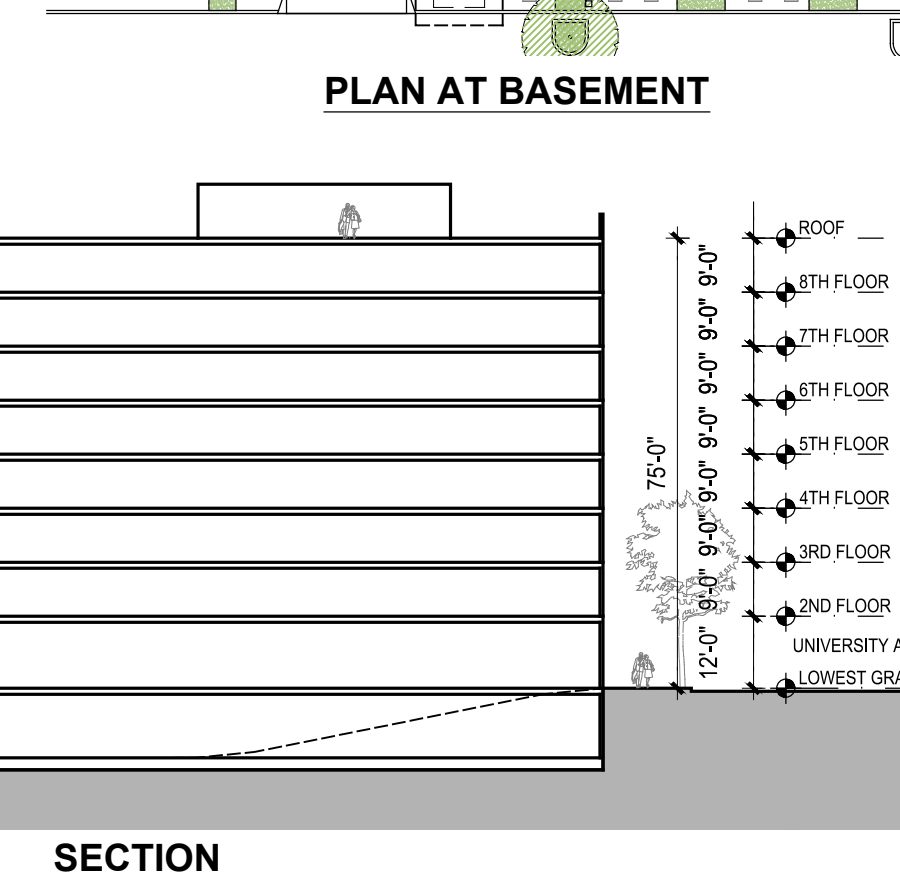 PLAN AT BASEMENT
ROOF
9'-0"
8TH FLOOR
9'-0"
7TH FLOOR
9'-0"
6TH FLOOR
9'-0"
5TH FLOOR
75'-0"
9'-0"
4TH FLOOR
9'-0"
3RD FLOOR
9'-0"
2ND FLOOR
12'-0"
UNIVERSITY A
LOWEST GRA
SECTION